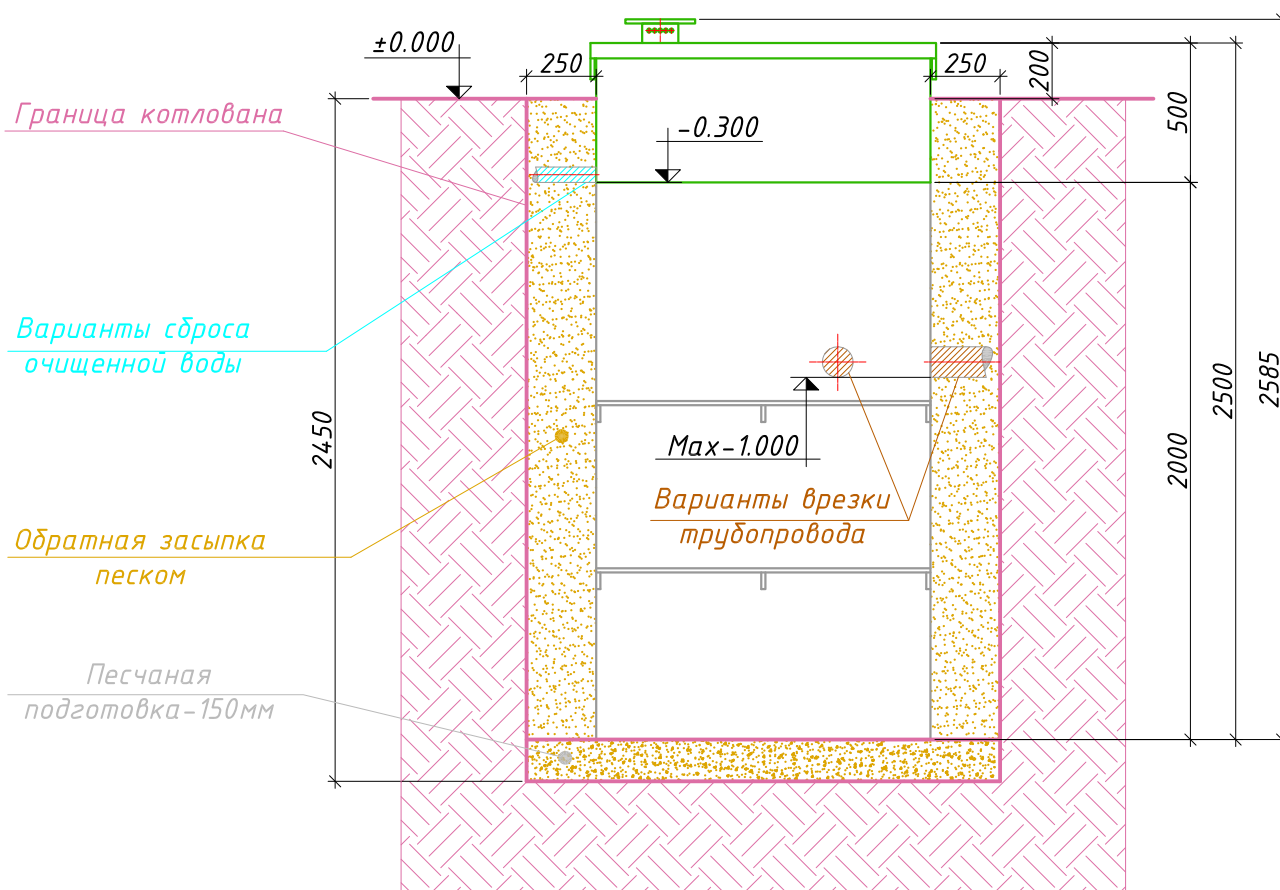 ±0.000
250
250
200
500
Граница котлована
-0.300
Варианты сброса
очищенной воды
2585
2500
2450
2000
Max-1.000
Варианты врезки
трубопровода
Обратная засыпка
песком
Песчаная
подготовка-150мм